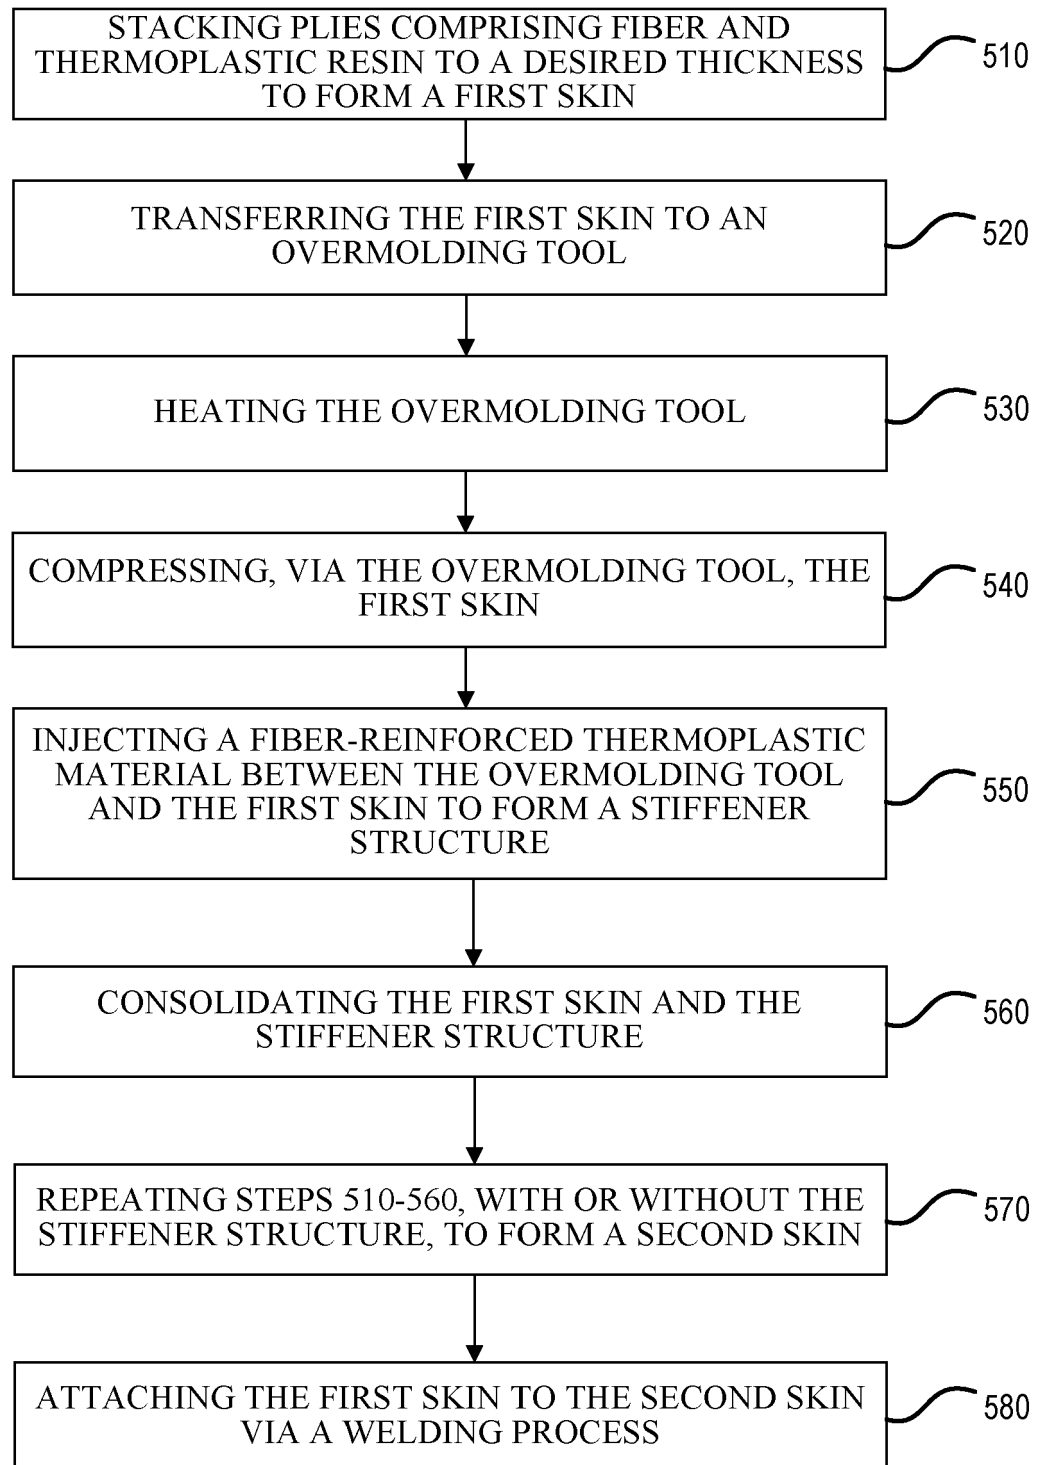 STACKING PLIES COMPRISING FIBER AND
THERMOPLASTIC RESIN TO A DESIRED THICKNESS
TO FORM A FIRST SKIN
510
TRANSFERRING THE FIRST SKIN TO AN
OVERMOLDING TOOL
520
HEATING THE OVERMOLDING TOOL
530
COMPRESSING, VIA THE OVERMOLDING TOOL, THE
FIRST SKIN
540
INJECTING A FIBER-REINFORCED THERMOPLASTIC
MATERIAL BETWEEN THE OVERMOLDING TOOL
AND THE FIRST SKIN TO FORM A STIFFENER
STRUCTURE
550
CONSOLIDATING THE FIRST SKIN AND THE
STIFFENER STRUCTURE
560
REPEATING STEPS 510-560, WITH OR WITHOUT THE
STIFFENER STRUCTURE, TO FORM A SECOND SKIN
570
ATTACHING THE FIRST SKIN TO THE SECOND SKIN
VIA A WELDING PROCESS
580